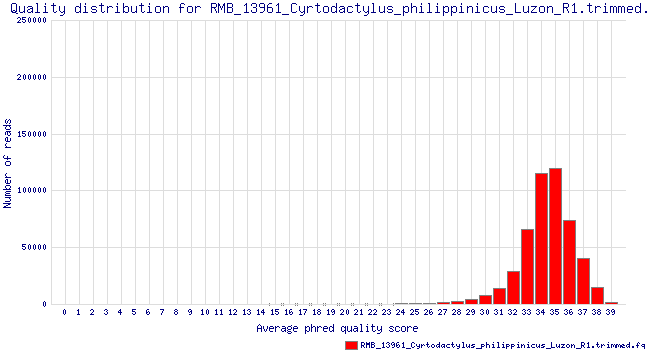 Quality distribution for RMB_13961_Cyrtodactylus_philippinicus_Luzon_R1.trimmed.
250000
200000
150000
100000
50000
0
Number of reads
0 1 2 3 4 5 6 7 8 9 10 11 12 13 14 15 16 17 18 19 20 21 22 23 24 25 26 27 28 29 30 31 32 33 34 35 36 37 38 39
Average phred quality score
RMB_13961_Cyrtodactylus_philippinicus_Luzon_R1.trimmed.fq